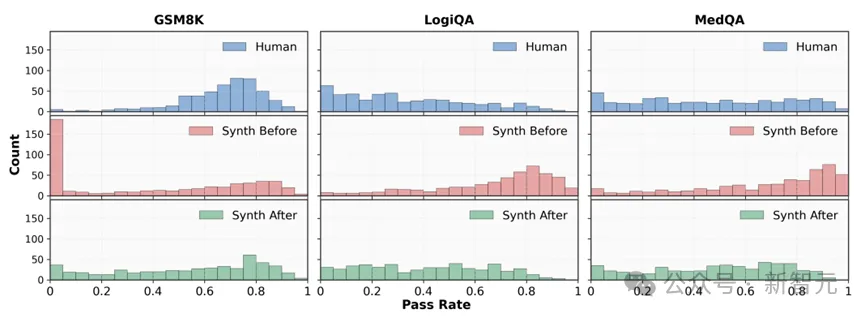 GSM8K LogiQA MedQA
150 Human Human Human
100
50
0
150 Synth Before Synth Before Synth Before
100
50
0
150 Synth After Synth After Synth After
100
50
0
0 0.2 0.4 0.6 0.8 1 0 0.2 0.4 0.6 0.8 1 0 0.2 0.4 0.6 0.8 1
Count
Pass Rate
公众号 · 新智元